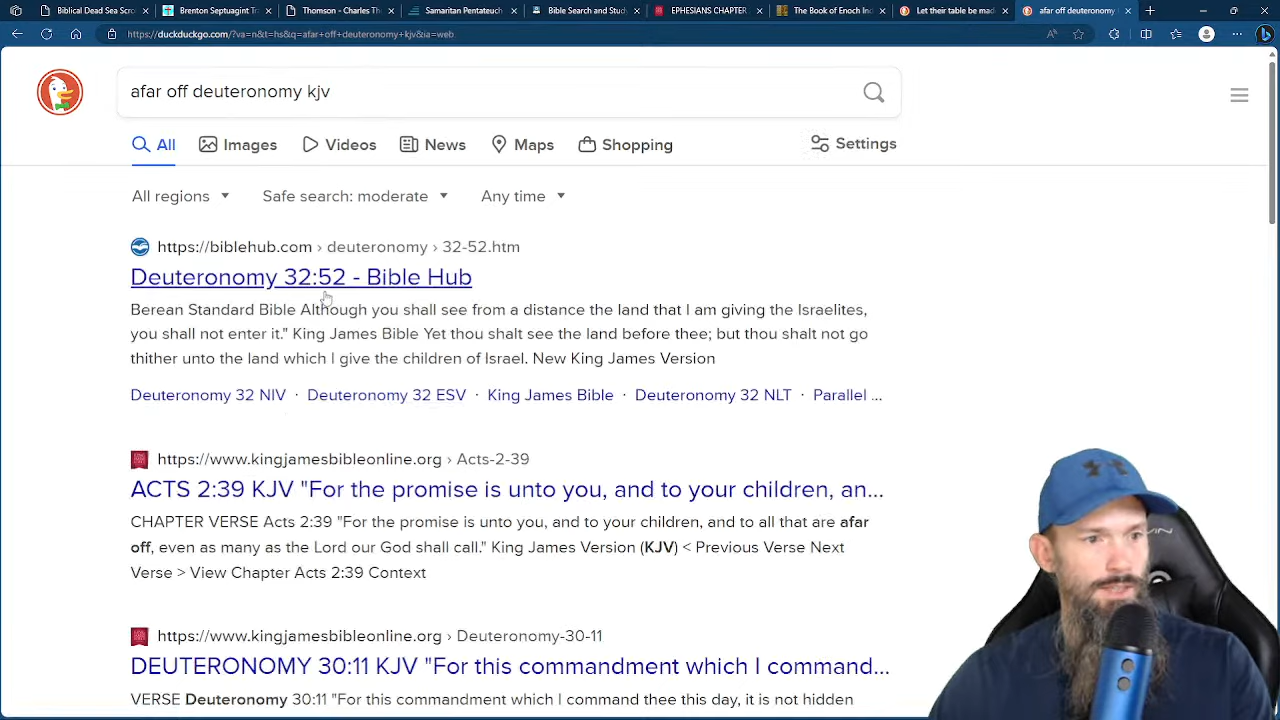 Biblical Dead Sea Scro
Brenton Septuagint Tr
Thomson - Charles Th
Samaritan Pentateuch
Bible Search and Study
EPHESIANS CHAPTER
The Book of Enoch Ind
Let their table be mad
afar off deuteronomy
https://duckduckgo.com/?va=n&t=hs&q=afar+off+deuteronomy+kjv&ia=web
afar off deuteronomy kjv
All
Images
Videos
News
Maps
Shopping
Settings
All regions
Safe search: moderate
Any time
https://biblehub.com › deuteronomy › 32-52.htm
Deuteronomy 32:52 - Bible Hub
Berean Standard Bible Although you shall see from a distance the land that I am giving the Israelites,
you shall not enter it." King James Bible Yet thou shalt see the land before thee; but thou shalt not go
thither unto the land which I give the children of Israel. New King James Version
Deuteronomy 32 NIV · Deuteronomy 32 ESV · King James Bible · Deuteronomy 32 NLT · Parallel ...
https://www.kingjamesbibleonline.org › Acts-2-39
ACTS 2:39 KJV "For the promise is unto you, and to your children, an...
CHAPTER VERSE Acts 2:39 "For the promise is unto you, and to your children, and to all that are afar
off, even as many as the Lord our God shall call." King James Version (KJV) < Previous Verse Next
Verse > View Chapter Acts 2:39 Context
https://www.kingjamesbibleonline.org › Deuteronomy-30-11
DEUTERONOMY 30:11 KJV "For this commandment which I command...
VERSE Deuteronomy 30:11 "For this commandment which I command thee this day, it is not hidden